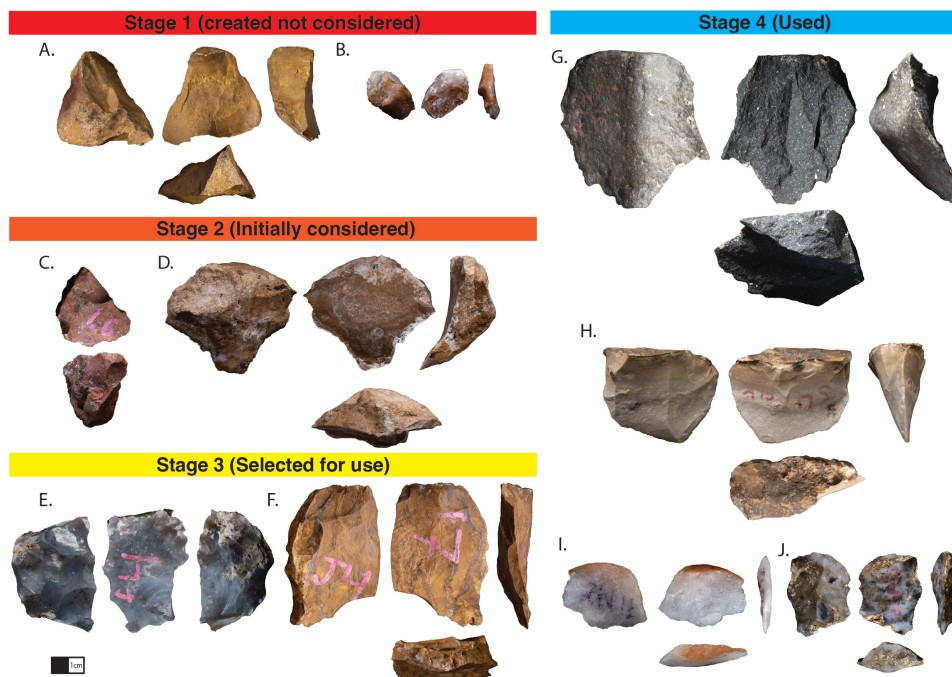 Stage 1 (created not considered)
A.
B.
Stage 2 (Initially considered)
C.
D.
Stage 3 (Selected for use)
E.
F.
1cm
Stage 4 (Used)
G.
H.
I.
J.